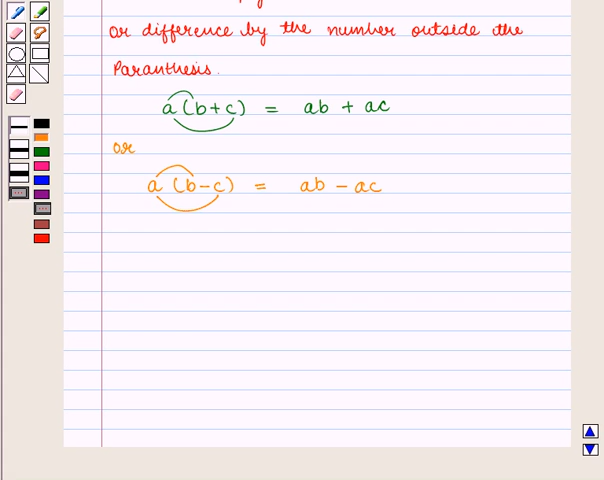 or difference by the number outside the
Paranthesis.
a(b+c) = ab + ac
or
a(b-c) = ab - ac